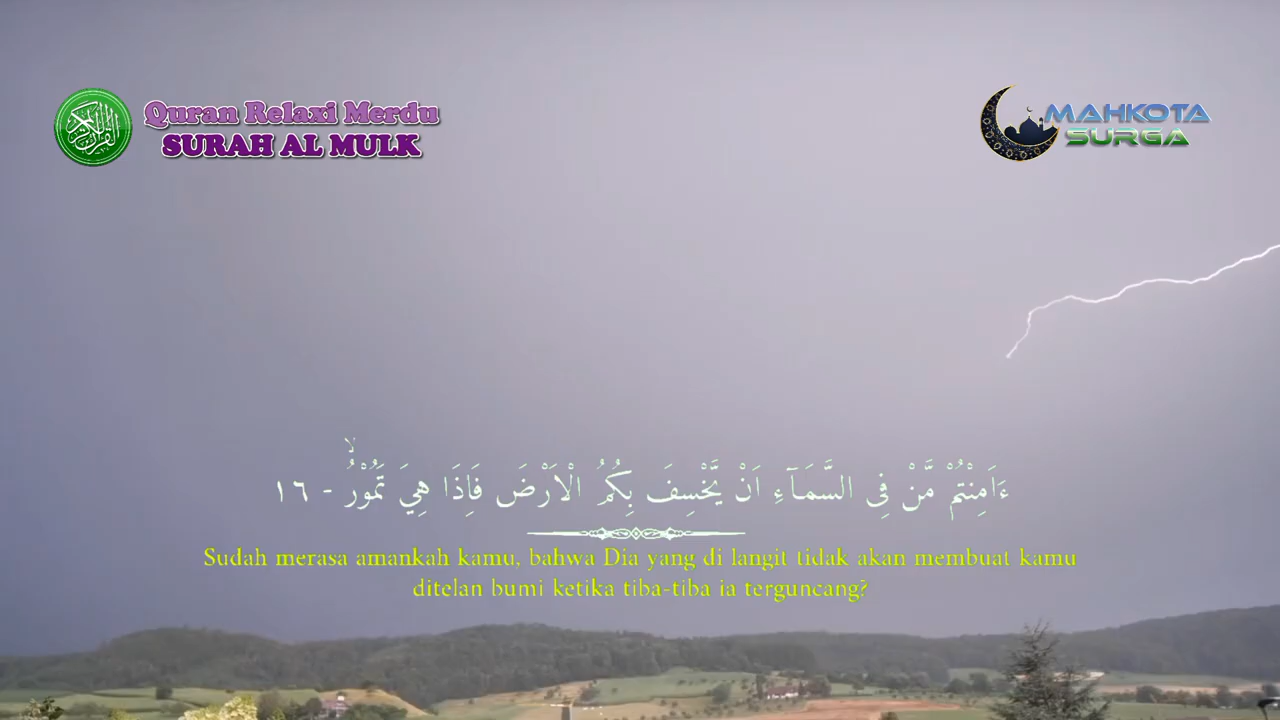 Quran Relaxi Merdu
SURAH AL MULK
MAHKOTA
SURGA
ءَاَمِنْتُمْ مَّنْ فِى السَّمَاۤءِ اَنْ يَّخْسِفَ بِكُمُ الْاَرْضَ فَاِذَا هِيَ تَمُوْرُۙ - ١٦
Sudah merasa amankah kamu, bahwa Dia yang di langit tidak akan membuat kamu
ditelan bumi ketika tiba-tiba ia terguncang?